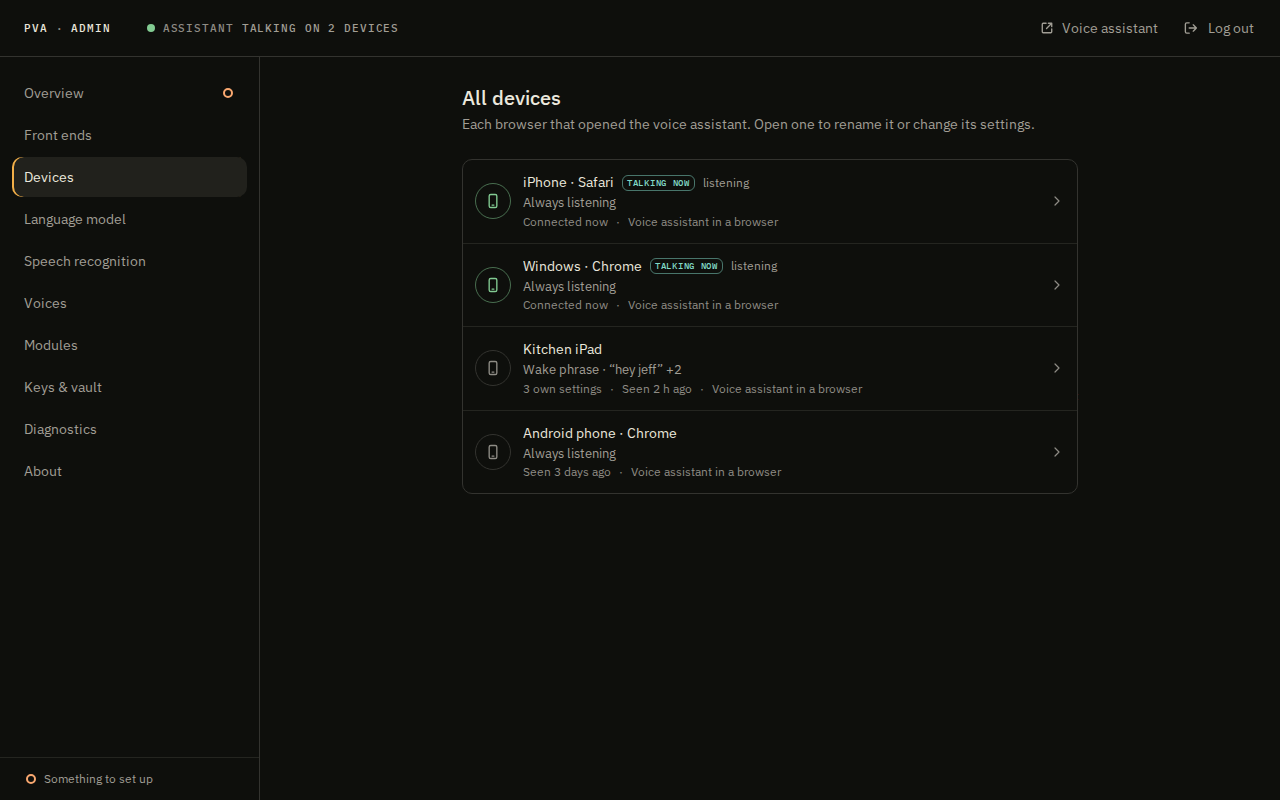 PVA · ADMIN
ASSISTANT TALKING ON 2 DEVICES
Voice assistant
Log out
Overview
Front ends
Devices
Language model
Speech recognition
Voices
Modules
Keys & vault
Diagnostics
About
Something to set up
All devices
Each browser that opened the voice assistant. Open one to rename it or change its settings.
iPhone · Safari TALKING NOW listening
Always listening
Connected now · Voice assistant in a browser
Windows · Chrome TALKING NOW listening
Always listening
Connected now · Voice assistant in a browser
Kitchen iPad
Wake phrase · “hey jeff” +2
3 own settings · Seen 2 h ago · Voice assistant in a browser
Android phone · Chrome
Always listening
Seen 3 days ago · Voice assistant in a browser